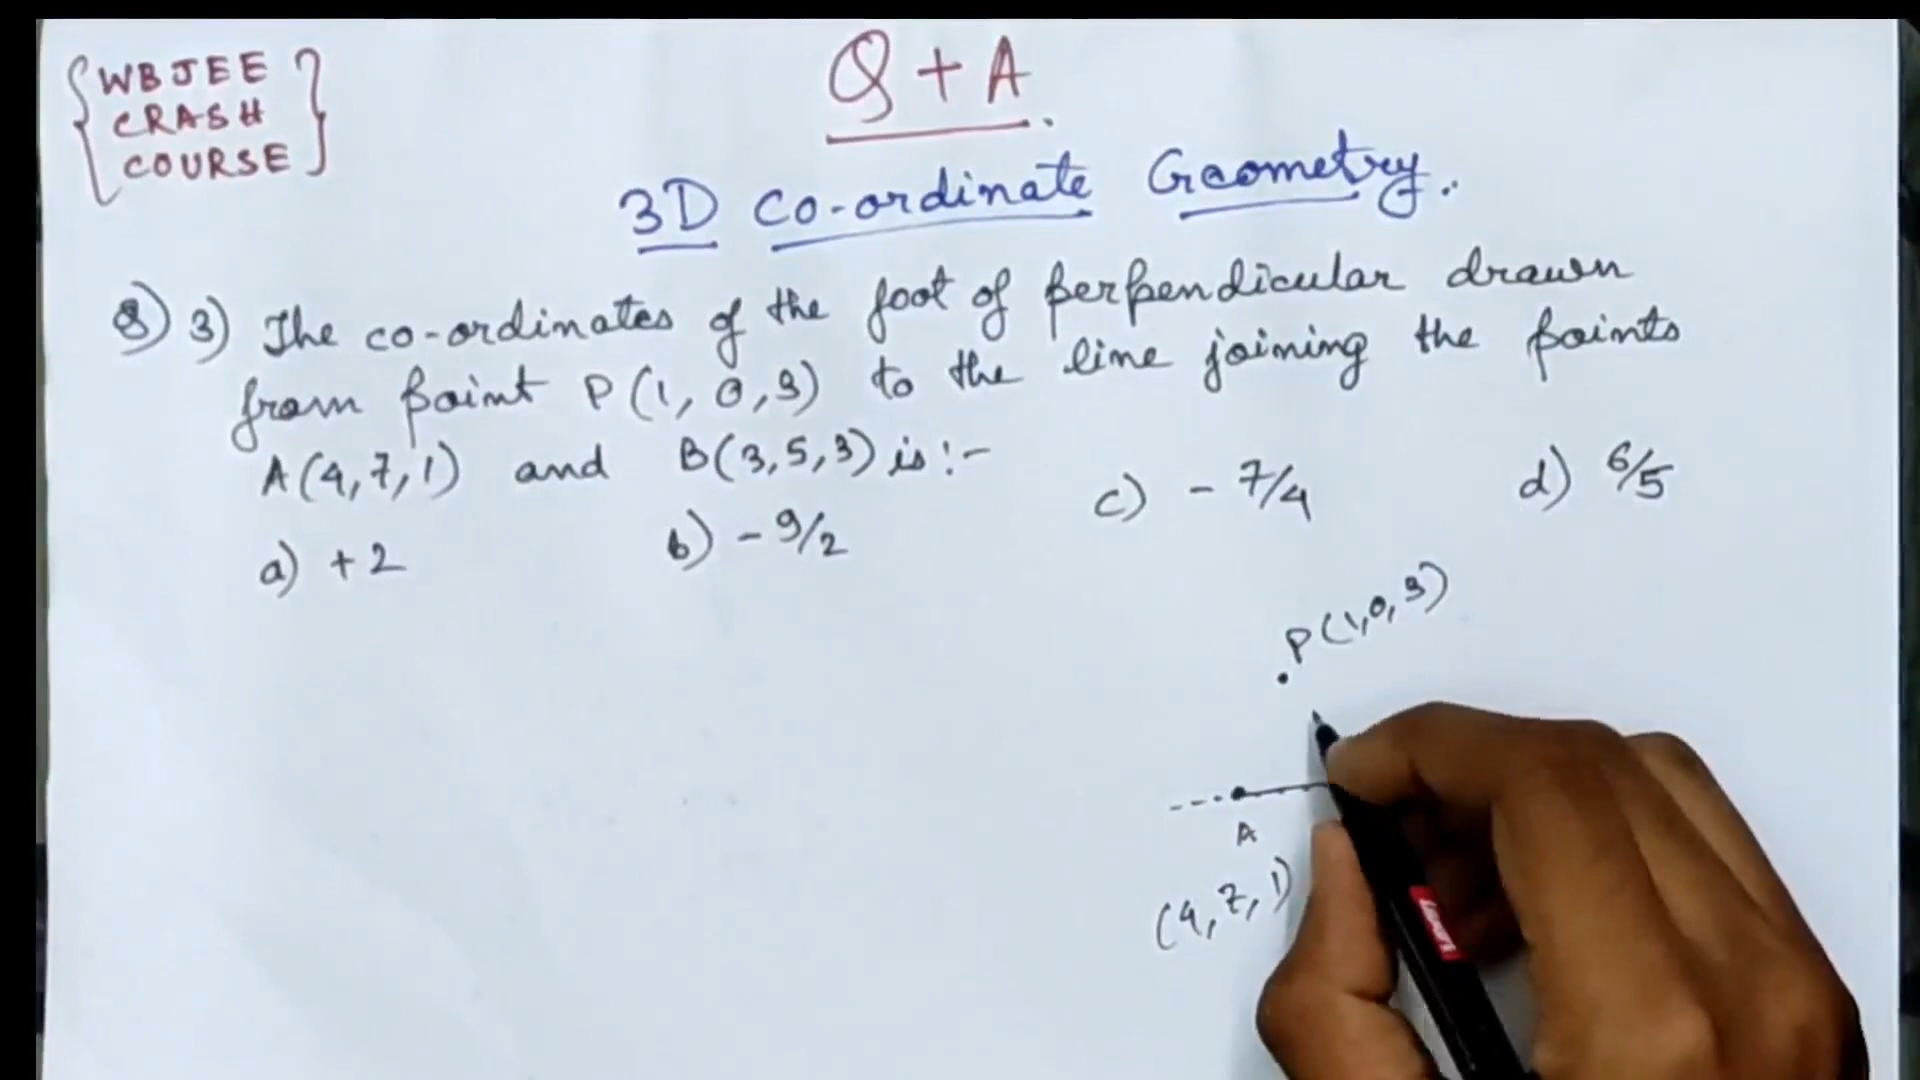 WBJEE
CRASH
COURSE
Q + A.
3D Co-ordinate Geometry.
Q) 3) The co-ordinates of the foot of perpendicular drawn
from point P(1, 0, 3) to the line joining the points
A(4, 7, 1) and B(3, 5, 3) is :-
a) + 2 b) - 9/2 c) - 7/4 d) 6/5
P(1, 0, 3)
A
(4, 7, 1)